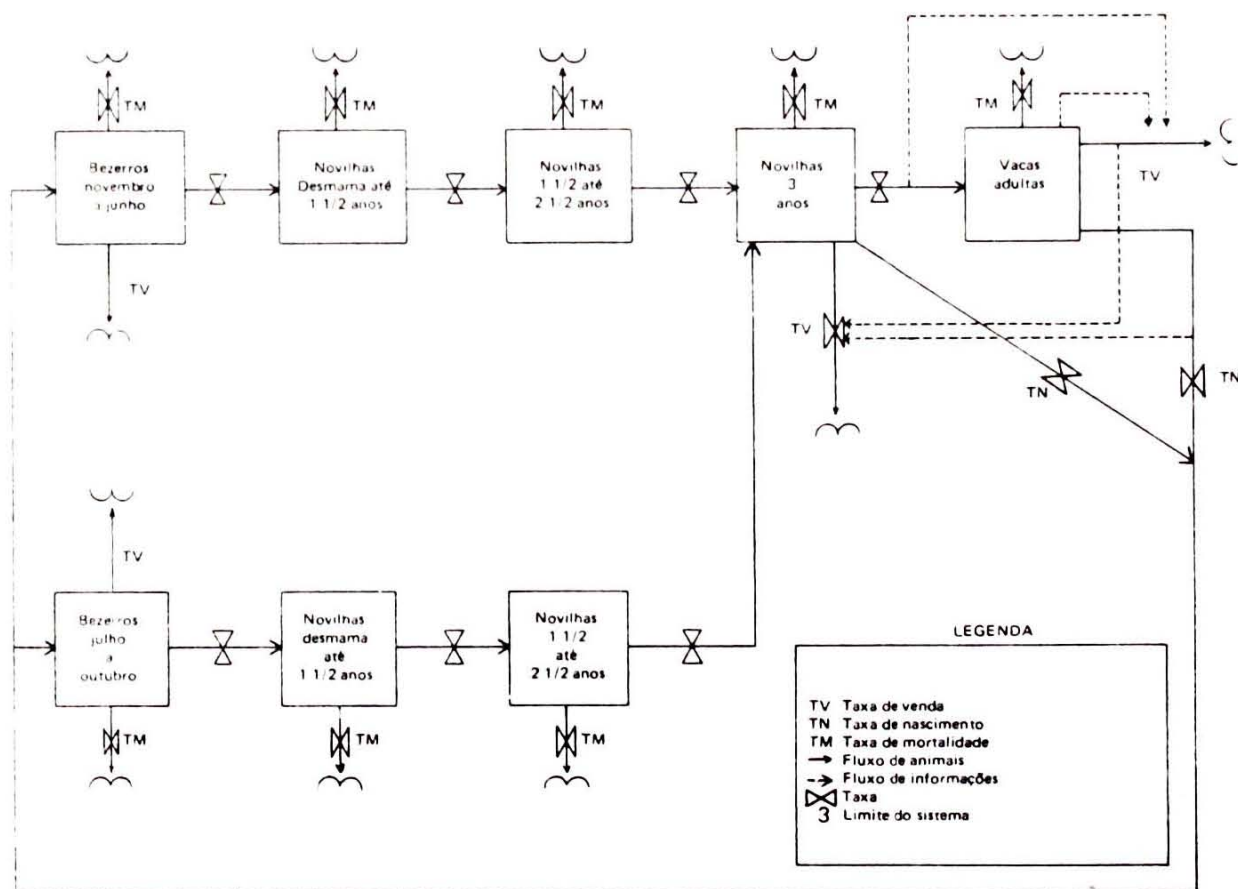 TM
TM
TM
TM
TM
Bezerros
novembro
a junho
Novilhas
Desmama até
1 1/2 anos
Novilhas
1 1/2 até
2 1/2 anos
Novilhas
3
anos
Vacas
adultas
TV
TV
TV
TN
TN
TV
Bezerros
julho
a
outubro
Novilhas
desmama
até
1 1/2 anos
Novilhas
1 1/2
até
2 1/2 anos
TM
TM
TM
LEGENDA
TV Taxa de venda
TN Taxa de nascimento
TM Taxa de mortalidade
Fluxo de animais
Fluxo de informações
Taxa
3 Limite do sistema